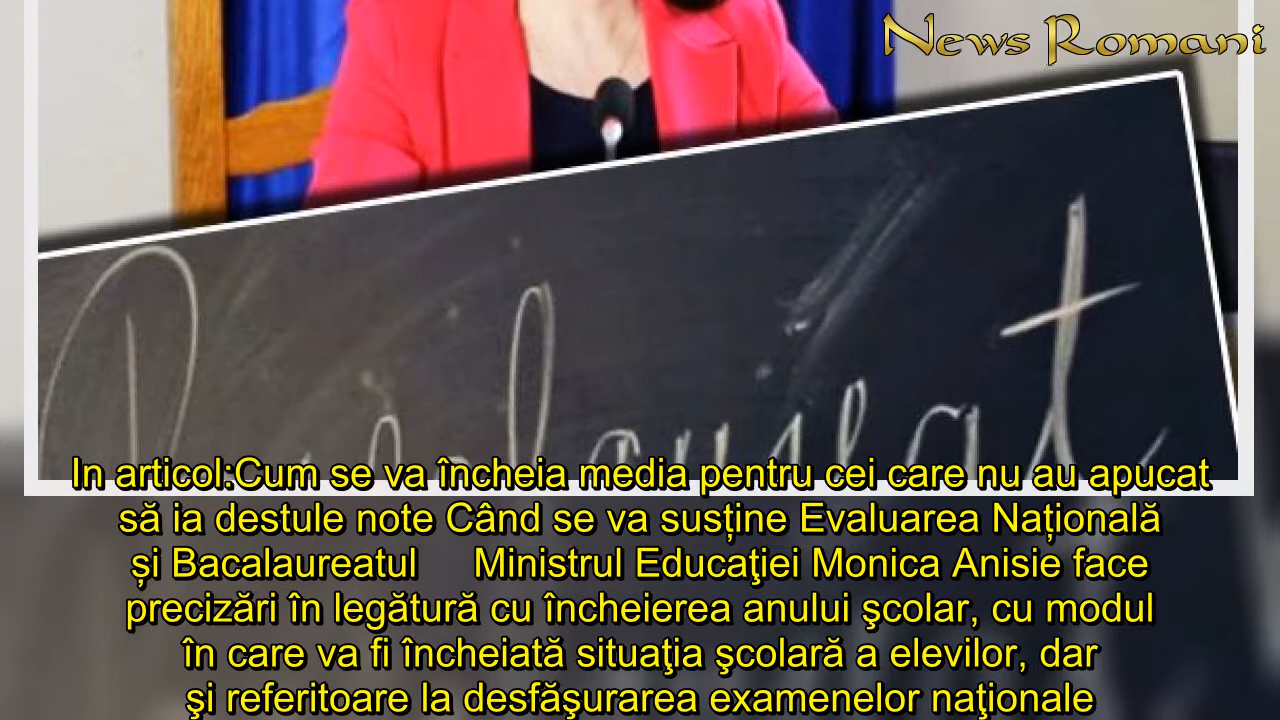 News Romani
Bacalaureat
In articol:Cum se va încheia media pentru cei care nu au apucat
să ia destule note Când se va susține Evaluarea Națională
și Bacalaureatul Ministrul Educaţiei Monica Anisie face
precizări în legătură cu încheierea anului şcolar, cu modul
în care va fi încheiată situaţia şcolară a elevilor, dar
şi referitoare la desfăşurarea examenelor naţionale